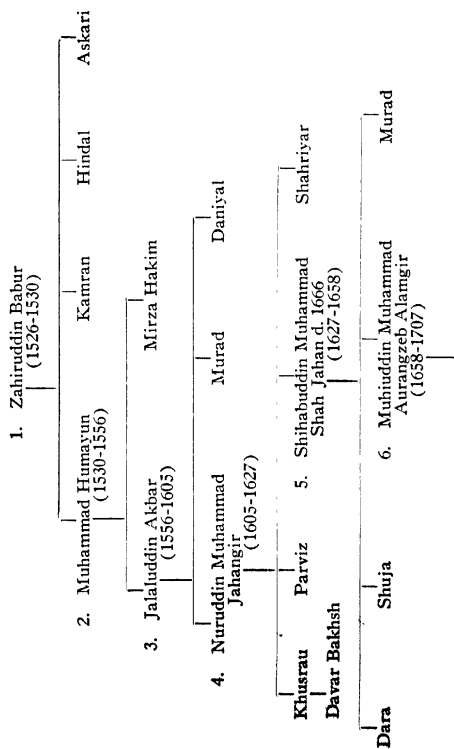 1. Zahiruddin Babur
(1526-1530)
2. Muhammad Humayun
(1530-1556)
Kamran
Hindal
Askari
3. Jalaluddin Akbar
(1556-1605)
Mirza Hakim
4. Nuruddin Muhammad
Jahangir
(1605-1627)
Murad
Daniyal
Khusrau
Parviz
5. Shihabuddin Muhammad
Shah Jahan d. 1666
(1627-1658)
Shahriyar
Davar Bakhsh
Dara
Shuja
6. Muhiuddin Muhammad
Aurangzeb Alamgir
(1658-1707)
Murad